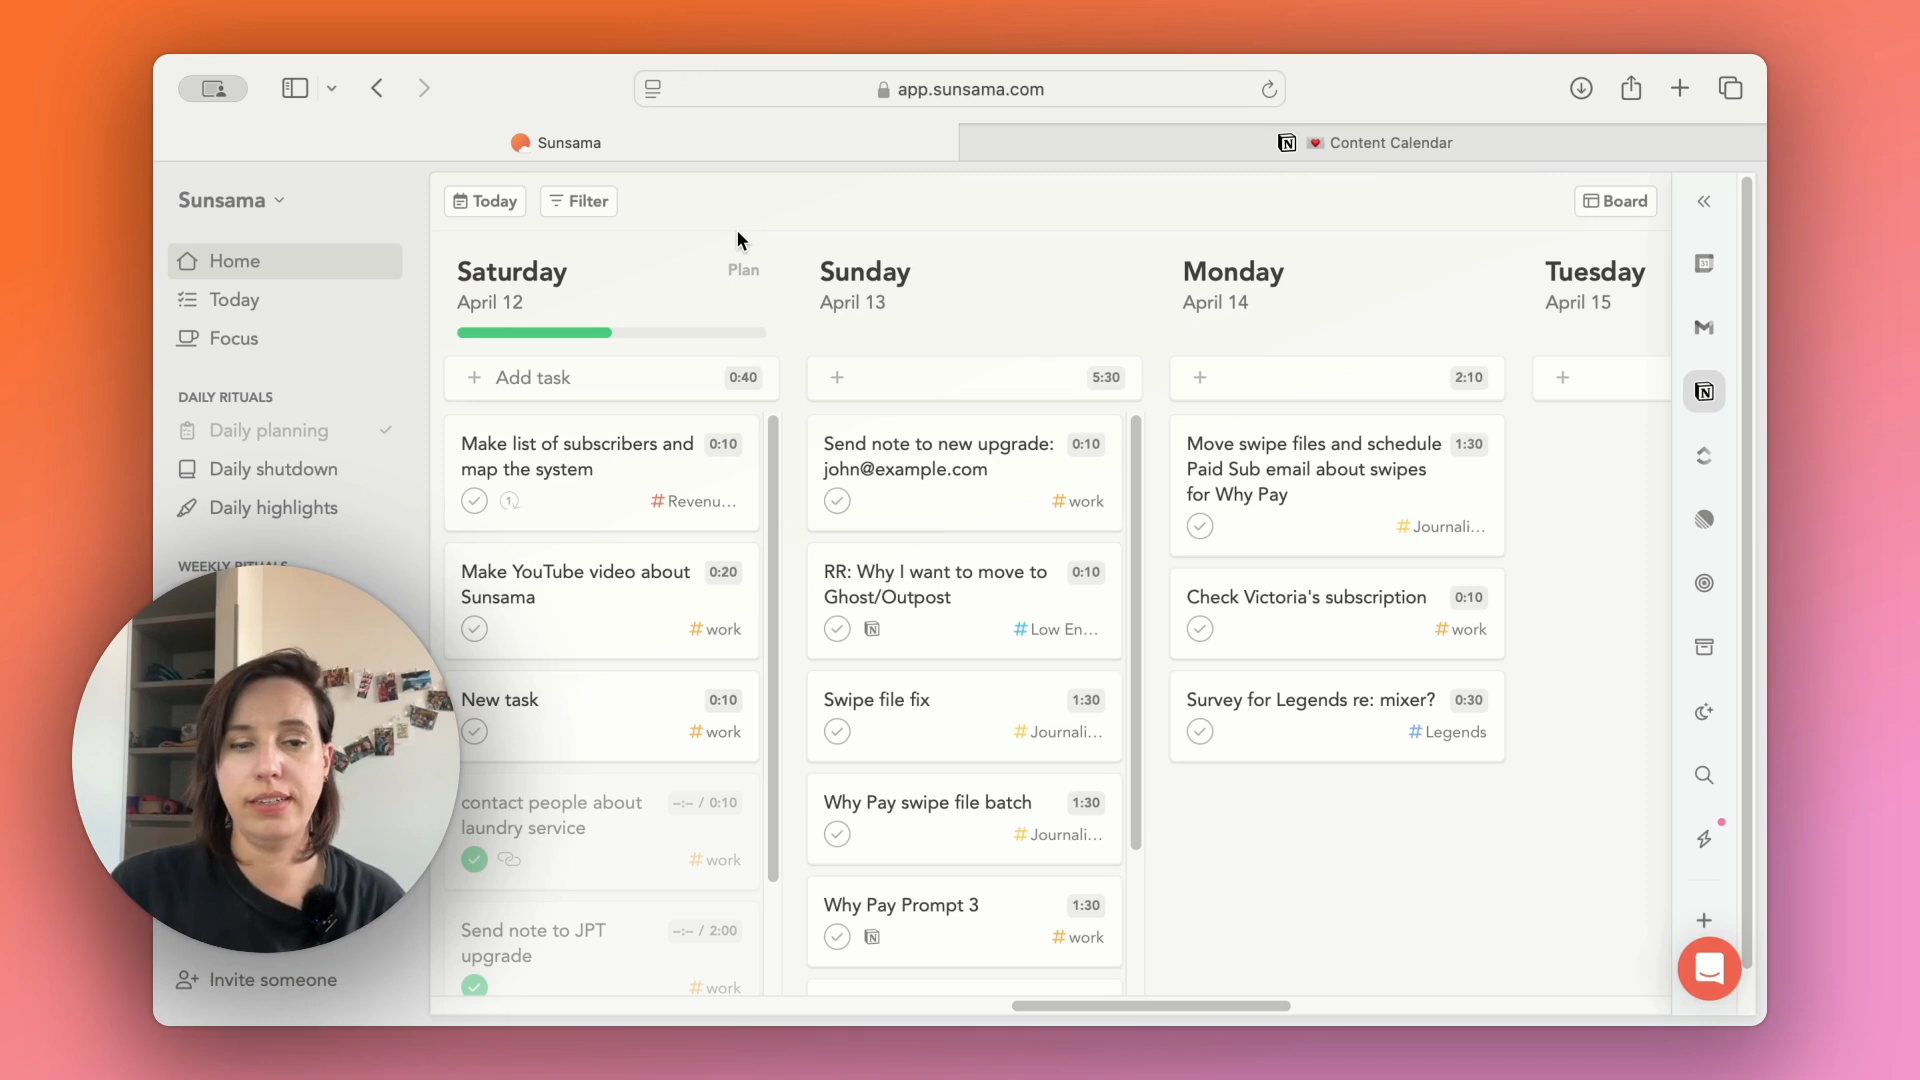 app.sunsama.com
Sunsama
Content Calendar
Sunsama
Home
Today
Focus
DAILY RITUALS
Daily planning
Daily shutdown
Daily highlights
WEEKLY RITUALS
Invite someone
Today
Filter
Board
Saturday
Plan
April 12
Add task
0:40
Make list of subscribers and
map the system
0:10
# Revenu...
Make YouTube video about
Sunsama
0:20
# work
New task
0:10
# work
contact people about
laundry service
--:-- / 0:10
# work
Send note to JPT
upgrade
--:-- / 2:00
# work
Sunday
April 13
5:30
Send note to new upgrade:
john@example.com
0:10
# work
RR: Why I want to move to
Ghost/Outpost
0:10
# Low En...
Swipe file fix
1:30
# Journali...
Why Pay swipe file batch
1:30
# Journali...
Why Pay Prompt 3
1:30
# work
Monday
April 14
2:10
Move swipe files and schedule
Paid Sub email about swipes
for Why Pay
1:30
# Journali...
Check Victoria's subscription
0:10
# work
Survey for Legends re: mixer?
0:30
# Legends
Tuesday
April 15